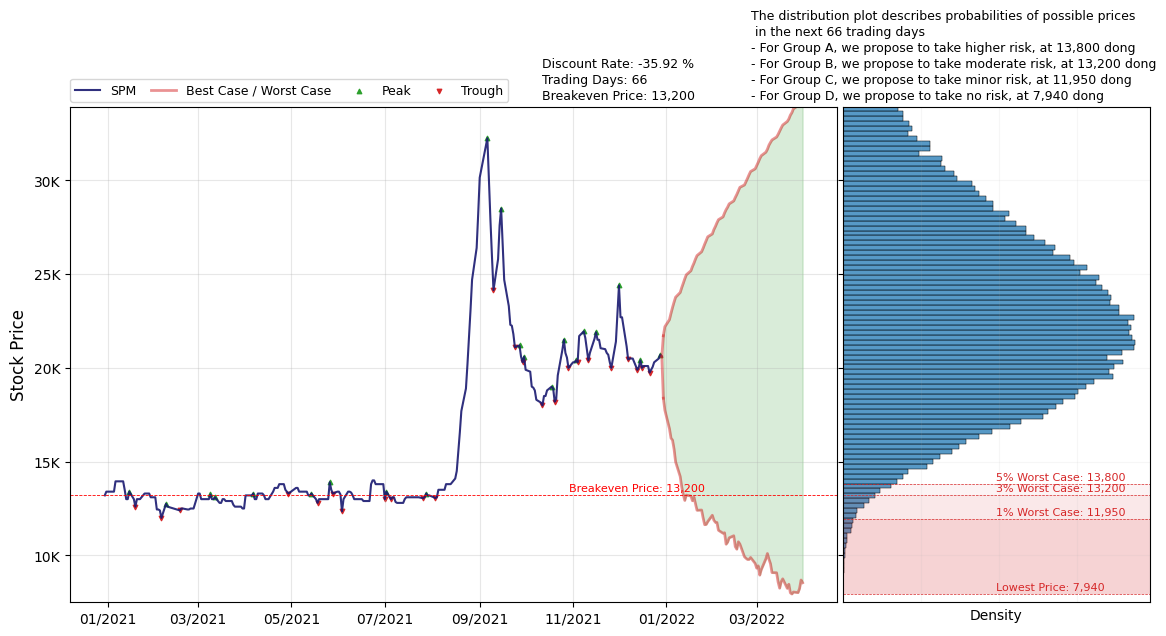 The distribution plot describes probabilities of possible prices
in the next 66 trading days
- For Group A, we propose to take higher risk, at 13,800 dong
- For Group B, we propose to take moderate risk, at 13,200 dong
- For Group C, we propose to take minor risk, at 11,950 dong
- For Group D, we propose to take no risk, at 7,940 dong
Discount Rate: -35.92 %
Trading Days: 66
Breakeven Price: 13,200
SPM
Best Case / Worst Case
Peak
Trough
Stock Price
30K
25K
20K
15K
10K
Breakeven Price: 13,200
5% Worst Case: 13,800
3% Worst Case: 13,200
1% Worst Case: 11,950
Lowest Price: 7,940
01/2021
03/2021
05/2021
07/2021
09/2021
11/2021
01/2022
03/2022
Density